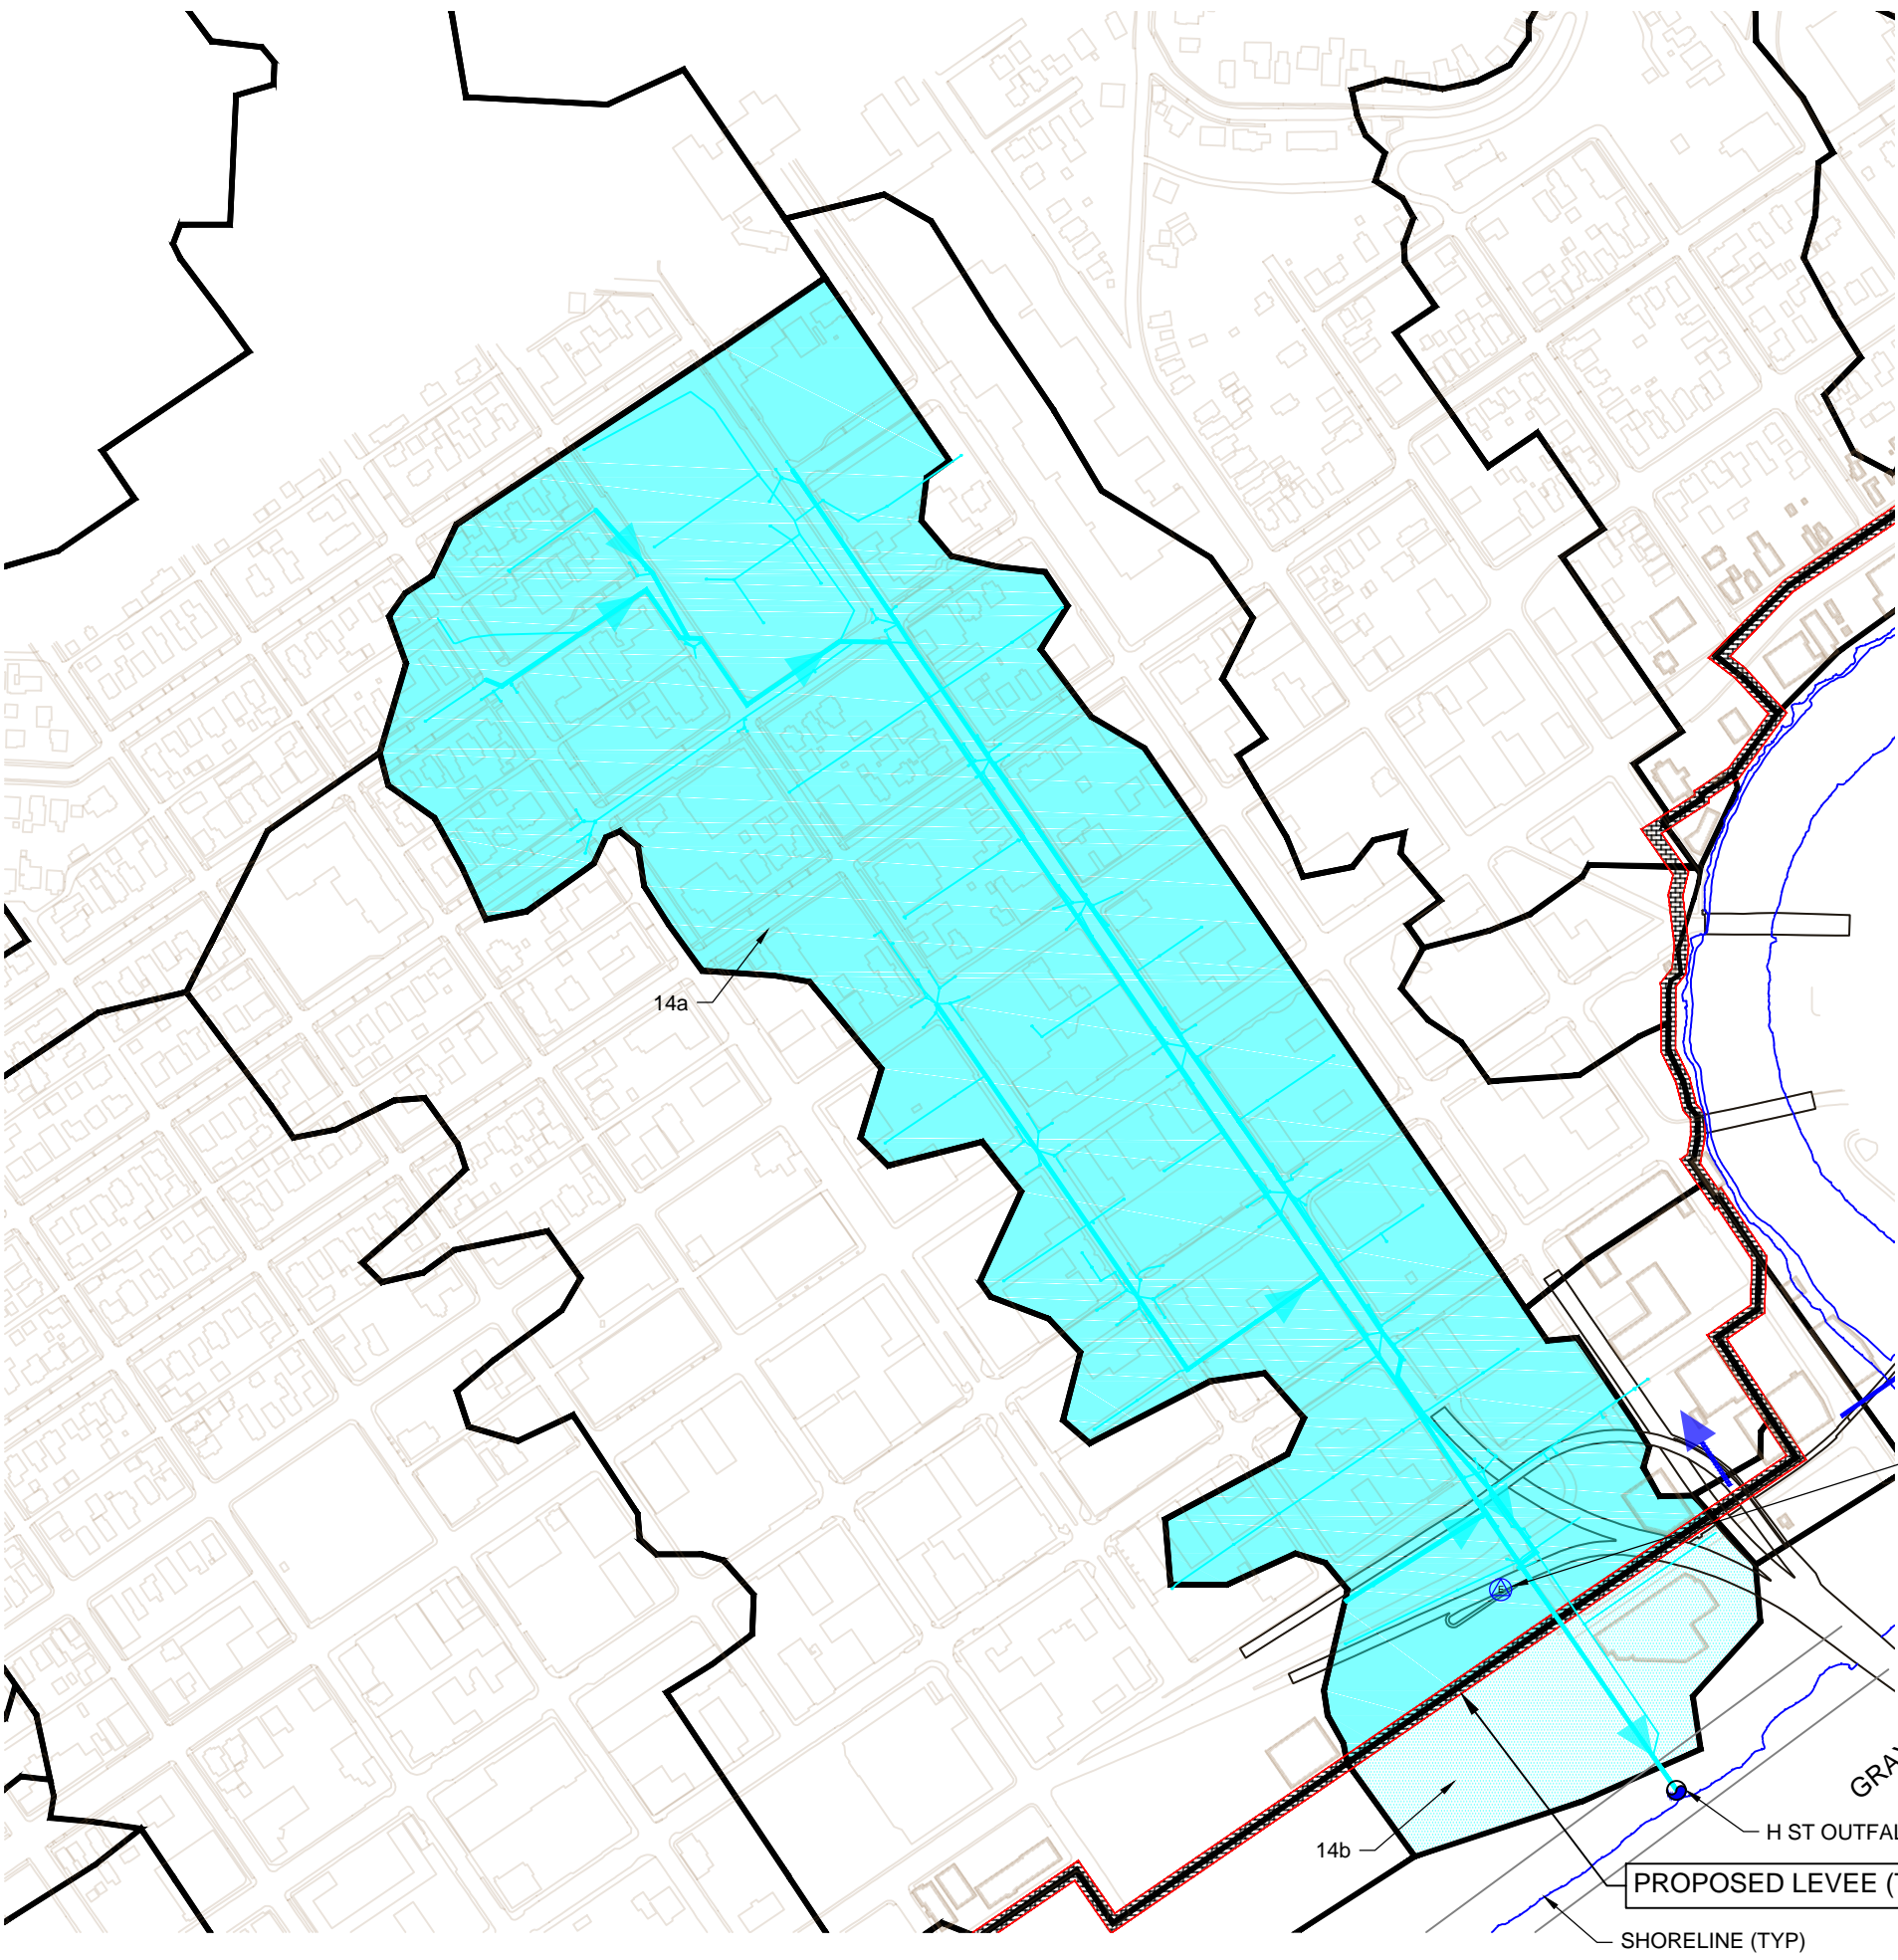 14a
GRA
H ST OUTFAL
14b
PROPOSED LEVEE (T
SHORELINE (TYP)